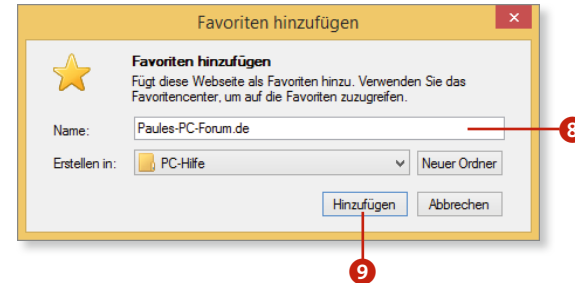 Favoriten hinzufügen
×
Favoriten hinzufügen
Fügt diese Webseite als Favoriten hinzu. Verwenden Sie das
Favoritencenter, um auf die Favoriten zuzugreifen.
Name: Paules-PC-Forum.de
8
Erstellen in: PC-Hilfe Neuer Ordner
Hinzufügen Abbrechen
9